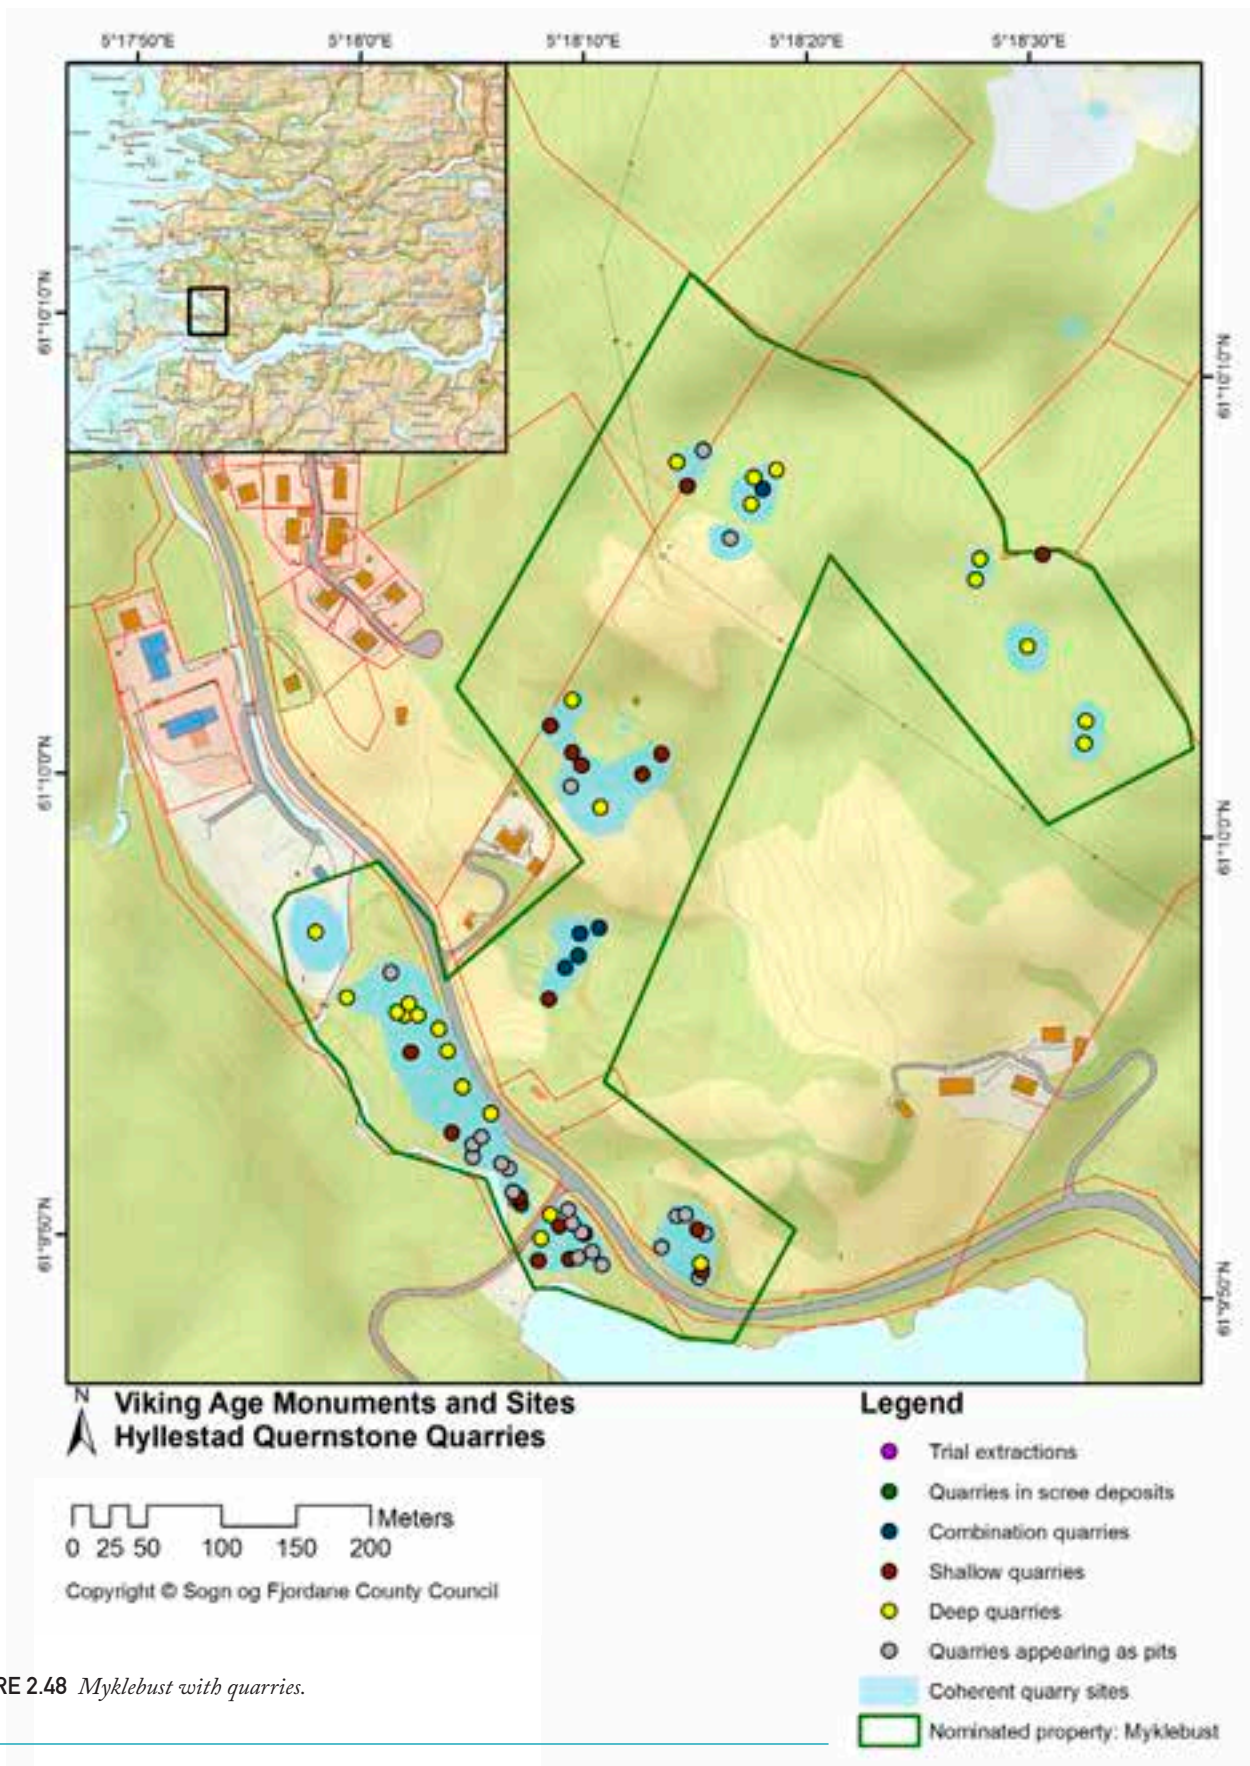 5°17'50"E 5°18'0"E 5°18'10"E 5°18'20"E 5°18'30"E
61°10'10"N
61°10'10"N
61°10'0"N
61°10'0"N
61°9'50"N
61°9'50"N
N
Viking Age Monuments and Sites
Hyllestad Quernstone Quarries
Meters
0 25 50 100 150 200
Copyright © Sogn og Fjordane County Council
Legend
Trial extractions
Quarries in scree deposits
Combination quarries
Shallow quarries
Deep quarries
Quarries appearing as pits
Coherent quarry sites
Nominated property: Myklebust
RE 2.48 Myklebust with quarries.